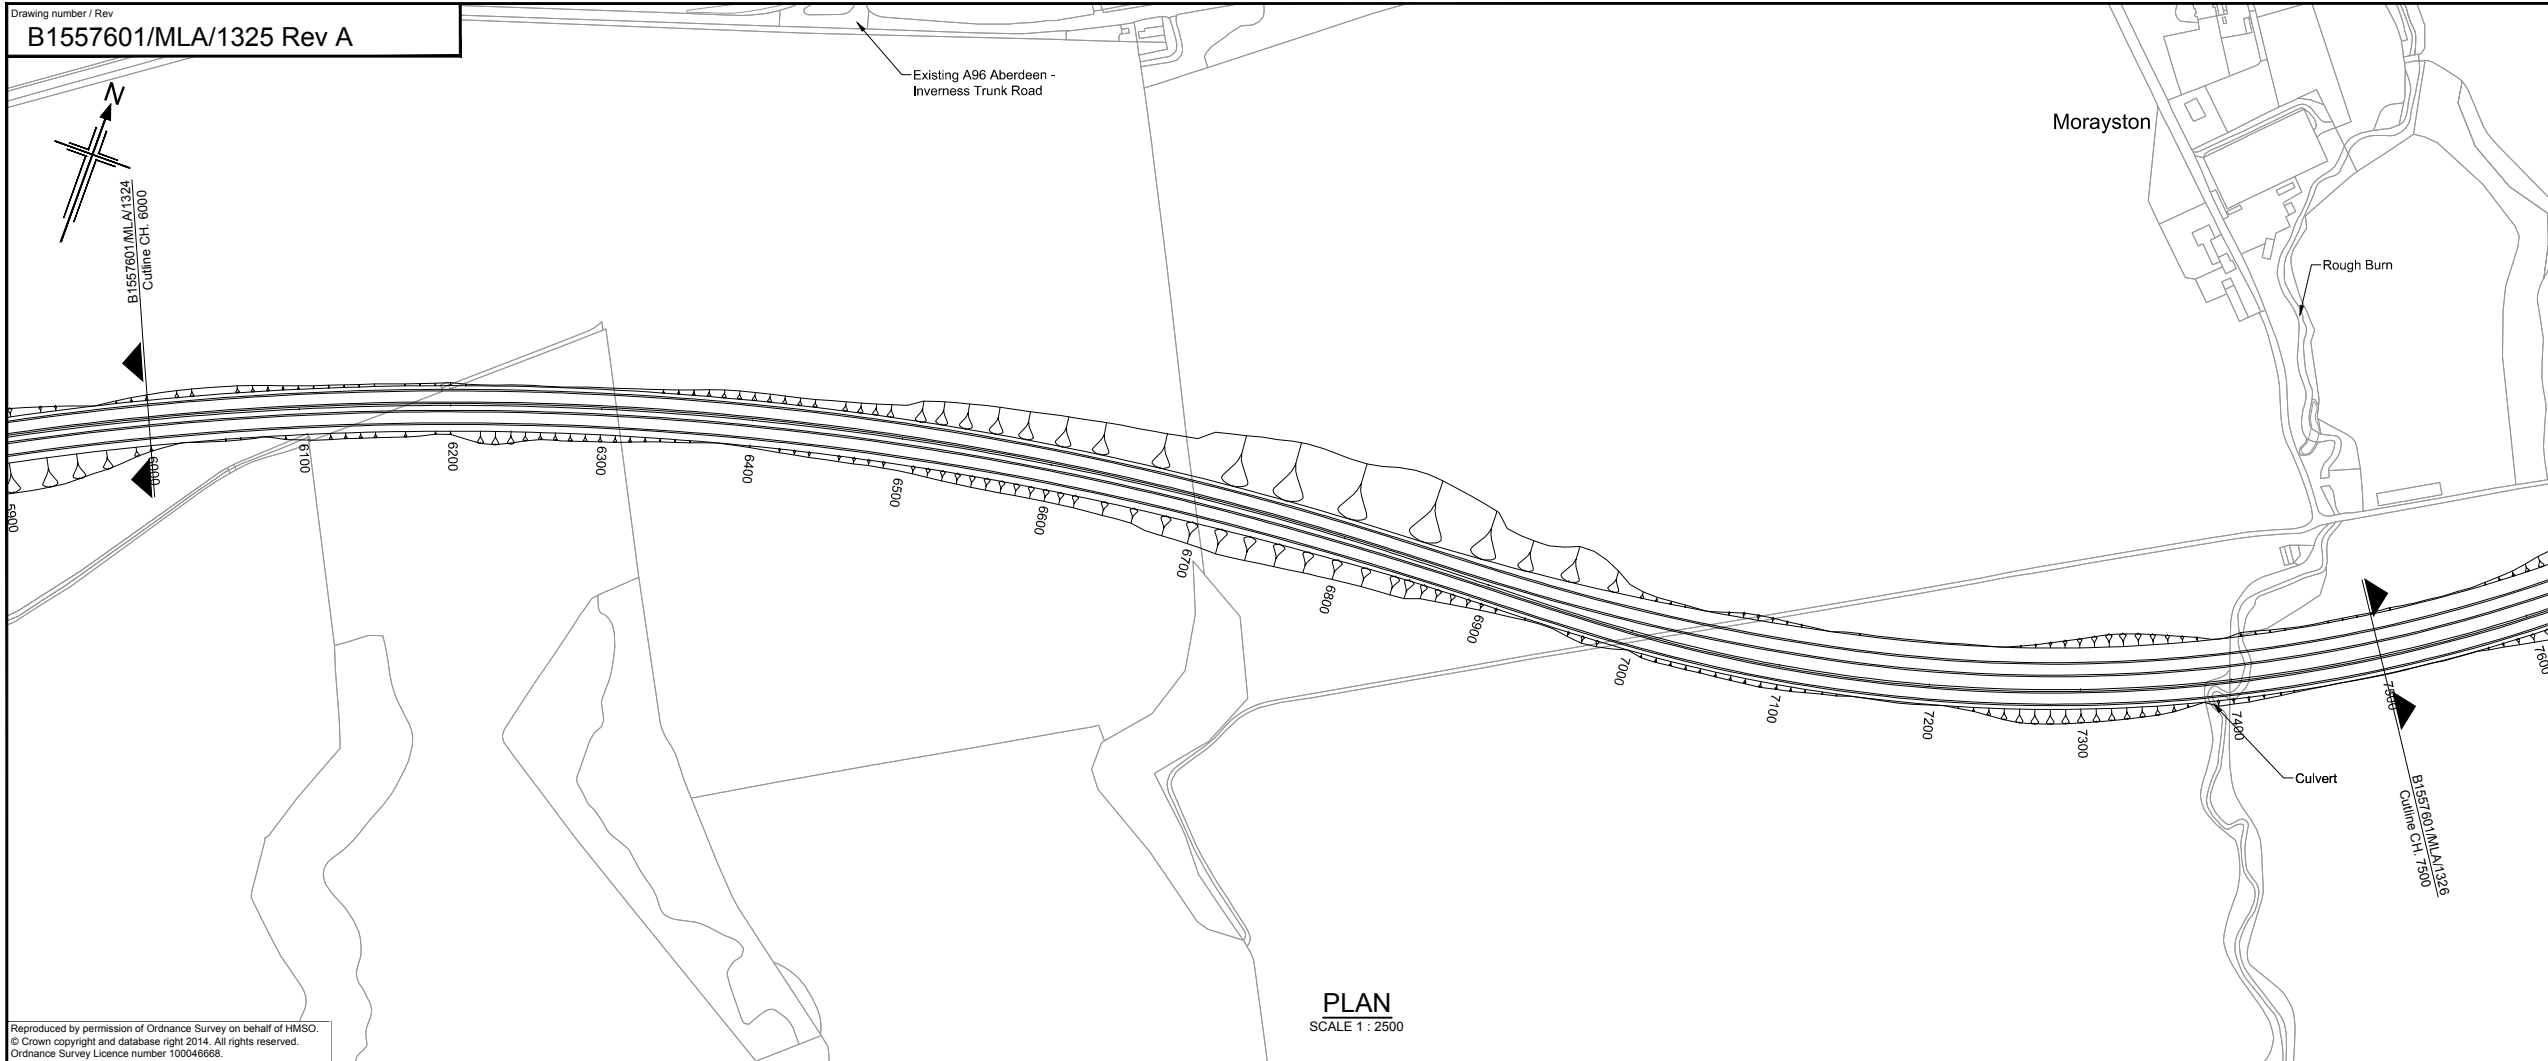 Drawing number / Rev
B1557601/MLA/1325 Rev A
Existing A96 Aberdeen -
Inverness Trunk Road
Morayston
N
B1557601/MLA/1324
Cutline CH. 6000
Rough Burn
5900
6000
6100
6200
6300
6400
6500
6600
6700
6800
6900
7000
7100
7200
7300
7400
7500
7600
Culvert
B1557601/MLA/1326
Cutline CH. 7500
PLAN
SCALE 1 : 2500
Reproduced by permission of Ordnance Survey on behalf of HMSO.
© Crown copyright and database right 2014. All rights reserved.
Ordnance Survey Licence number 100046668.